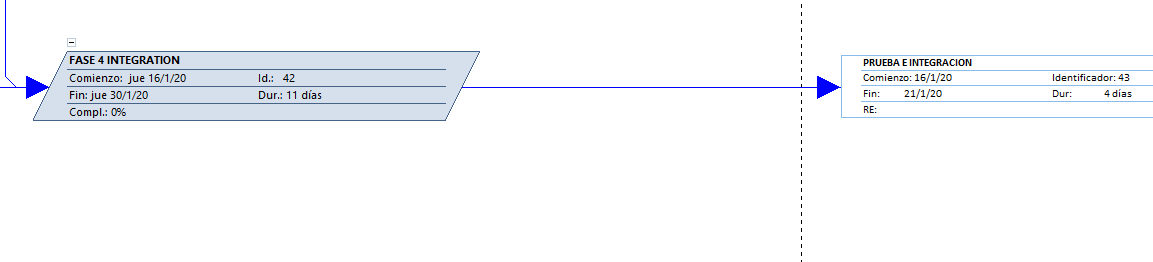 FASE 4 INTEGRATION
Comienzo: jue 16/1/20 Id.: 42
Fin: jue 30/1/20 Dur.: 11 días
Compl.: 0%
PRUEBA E INTEGRACION
Comienzo: 16/1/20 Identificador: 43
Fin: 21/1/20 Dur: 4 días
RE: